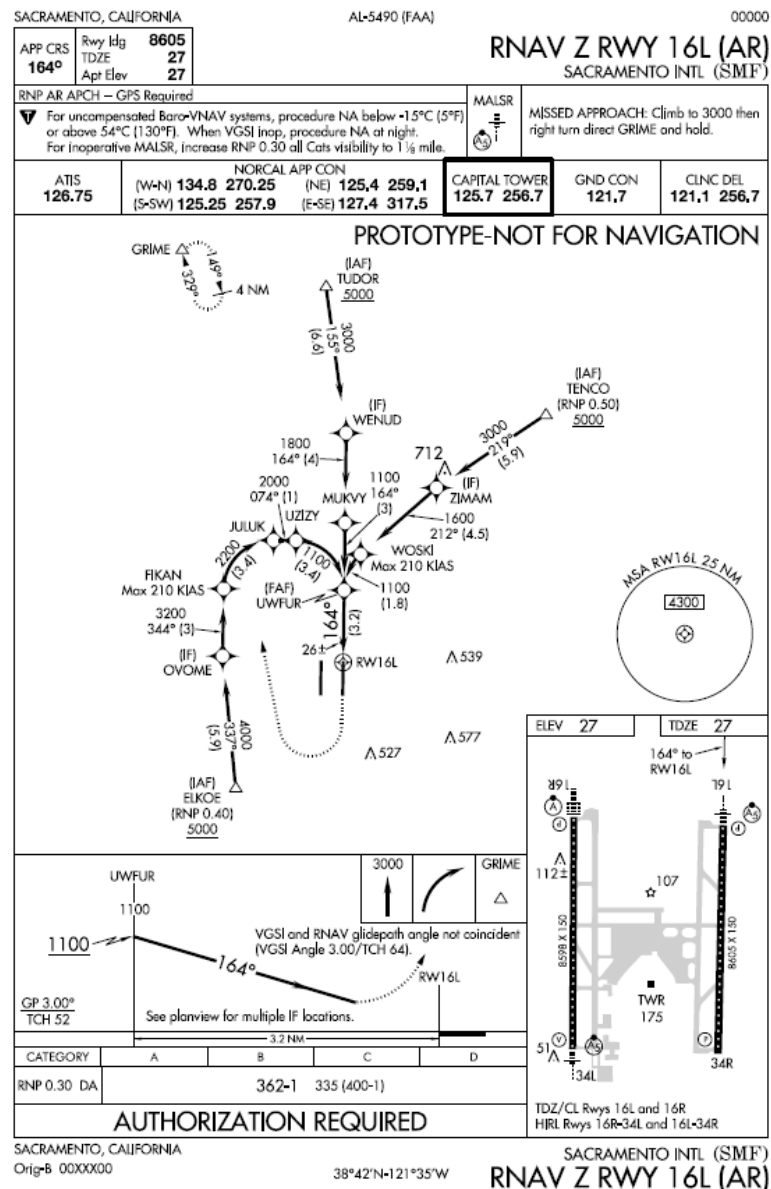 SACRAMENTO, CALIFORNIA AL-5490 (FAA) 00000
APP CRS
164°
Rwy ldg 8605
TDZE 27
Apt Elev 27
RNAV Z RWY 16L (AR)
SACRAMENTO INTL (SMF)
RNP AR APCH – GPS Required
T For uncompensated Baro-VNAV systems, procedure NA below -15°C (5°F)
or above 54°C (130°F). When VGSI inop, procedure NA at night.
For inoperative MALSR, increase RNP 0.30 all Cats visibility to 1⅛ mile.
MALSR
A5
MISSED APPROACH: Climb to 3000 then
right turn direct GRIME and hold.
ATIS
126.75
NORCAL APP CON
(W-N) 134.8 270.25 (NE) 125.4 259.1
(S-SW) 125.25 257.9 (E-SE) 127.4 317.5
CAPITAL TOWER
125.7 256.7
GND CON
121.7
CLNC DEL
121.1 256.7
PROTOTYPE-NOT FOR NAVIGATION
GRIME
149°
329°
4 NM
(IAF)
TUDOR
5000
3000
155°
(6.6)
(IAF)
TENCO
(RNP 0.50)
5000
3000
219°
(5.9)
(IF)
WENUD
1800
164° (4)
712
(IF)
ZIMAM
1600
212° (4.5)
2000
074° (1)
MUKVY
1100
164°
(3)
JULUK
UZIZY
WOSKI
Max 210 KIAS
2200
(3.4)
1100
(3.4)
1100
(1.8)
FIKAN
Max 210 KIAS
(FAF)
UWFUR
3200
344° (3)
164°
(3.2)
26±
RW16L
(IF)
OVOME
539
577
527
4000
337°
(5.9)
(IAF)
ELKOE
(RNP 0.40)
5000
MSA RW16L 25 NM
4300
ELEV 27 TDZE 27
164° to
RW16L
16R
16L
A
A5
P
P
112±
107
8598 X 150
8605 X 150
TWR
175
51
V
A5
34L
34R
TDZ/CL Rwys 16L and 16R
HIRL Rwys 16R-34L and 16L-34R
3000
GRIME
UWFUR
1100
1100
164°
VGSI and RNAV glidepath angle not coincident
(VGSI Angle 3.00/TCH 64).
RW16L
GP 3.00°
TCH 52
See planview for multiple IF locations.
3.2 NM
CATEGORY A B C D
RNP 0.30 DA 362-1 335 (400-1)
AUTHORIZATION REQUIRED
SACRAMENTO, CALIFORNIA
Orig-B 00XXX00
38°42'N-121°35'W
SACRAMENTO INTL (SMF)
RNAV Z RWY 16L (AR)